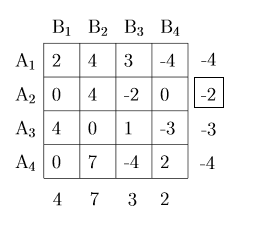 B₁ B₂ B₃ B₄
A₁ 2 4 3 -4 -4
A₂ 0 4 -2 0 -2
A₃ 4 0 1 -3 -3
A₄ 0 7 -4 2 -4
4 7 3 2